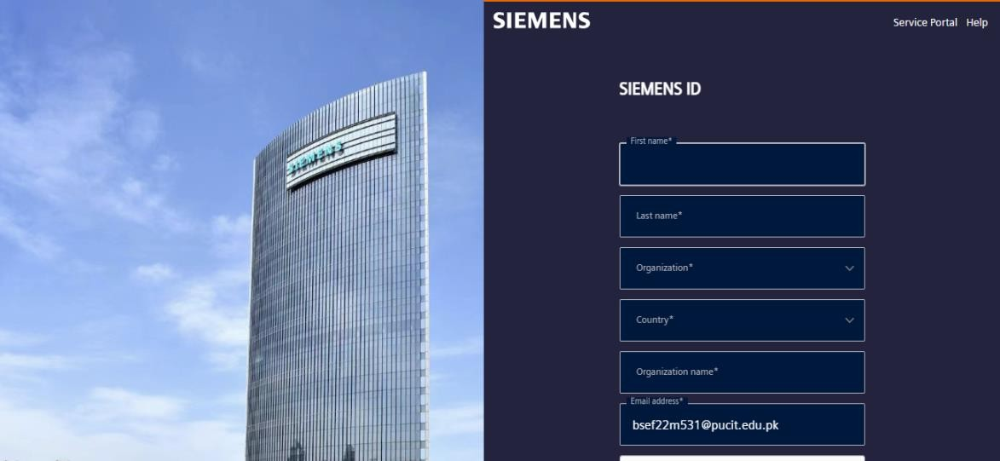 SIEMENS
SIEMENS
Service Portal Help
SIEMENS ID
First name*
Last name*
Organization*
Country*
Organization name*
Email address*
bsef22m531@pucit.edu.pk